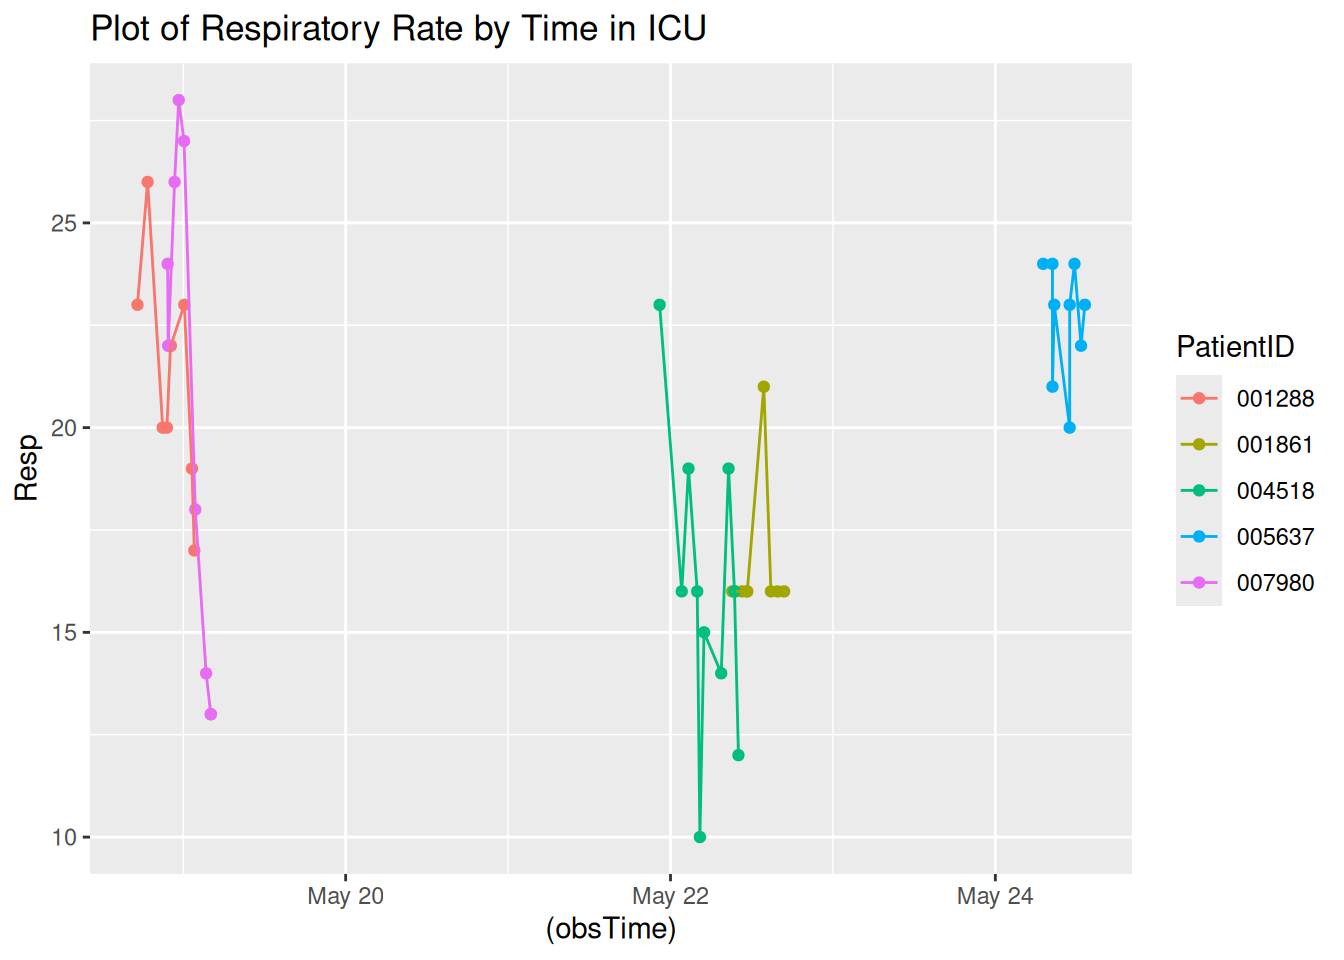 Plot of Respiratory Rate by Time in ICU
25
20
15
10
Resp
May 20
May 22
May 24
(obsTime)
PatientID
001288
001861
004518
005637
007980